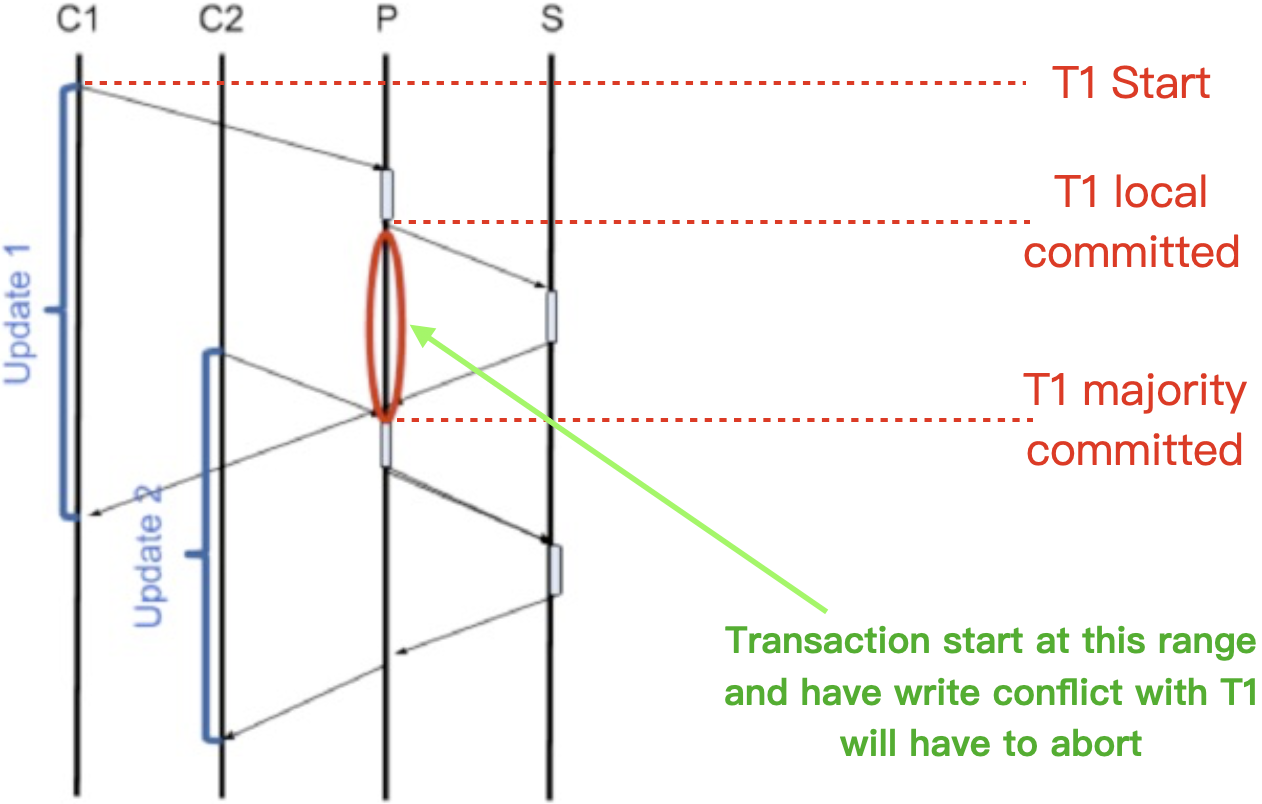 C1
C2
P
S
T1 Start
T1 local
committed
Update 1
T1 majority
committed
Update 2
Transaction start at this range
and have write conflict with T1
will have to abort